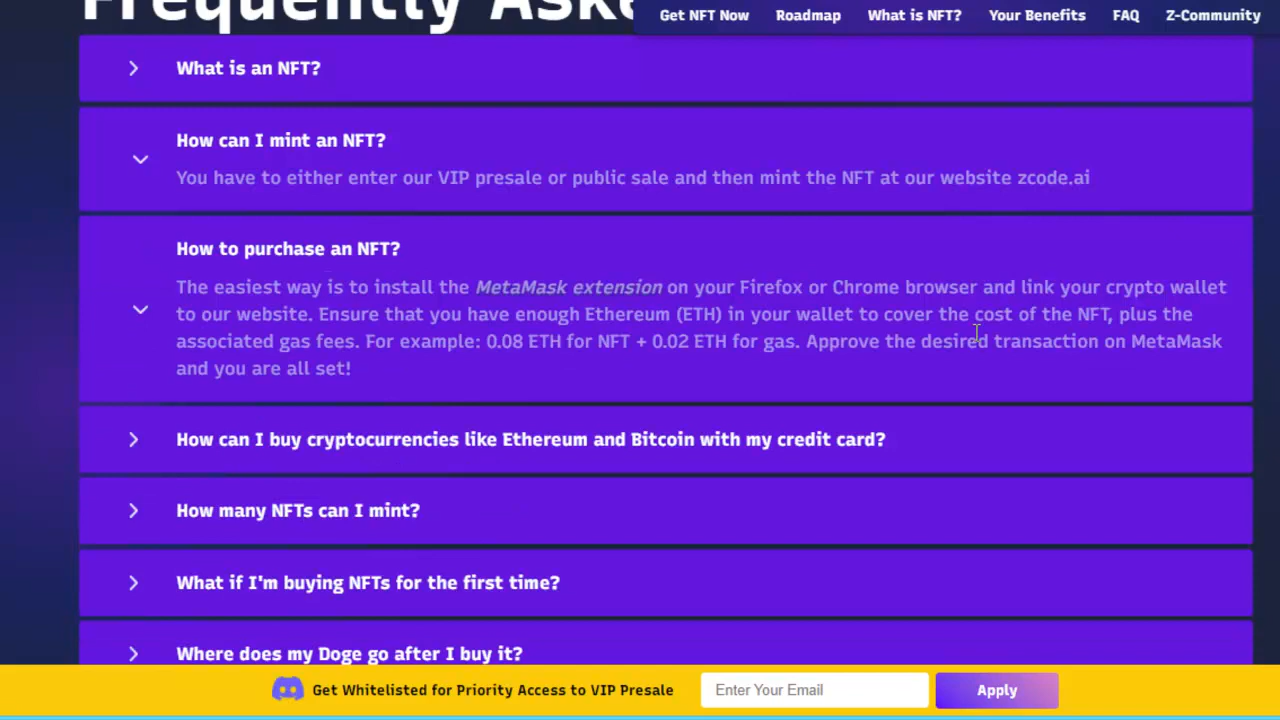 Frequently Aske
Get NFT Now Roadmap What is NFT? Your Benefits FAQ Z-Community
What is an NFT?
How can I mint an NFT?
You have to either enter our VIP presale or public sale and then mint the NFT at our website zcode.ai
How to purchase an NFT?
The easiest way is to install the MetaMask extension on your Firefox or Chrome browser and link your crypto wallet
to our website. Ensure that you have enough Ethereum (ETH) in your wallet to cover the cost of the NFT, plus the
associated gas fees. For example: 0.08 ETH for NFT + 0.02 ETH for gas. Approve the desired transaction on MetaMask
and you are all set!
How can I buy cryptocurrencies like Ethereum and Bitcoin with my credit card?
How many NFTs can I mint?
What if I'm buying NFTs for the first time?
Where does my Doge go after I buy it?
Get Whitelisted for Priority Access to VIP Presale Enter Your Email Apply